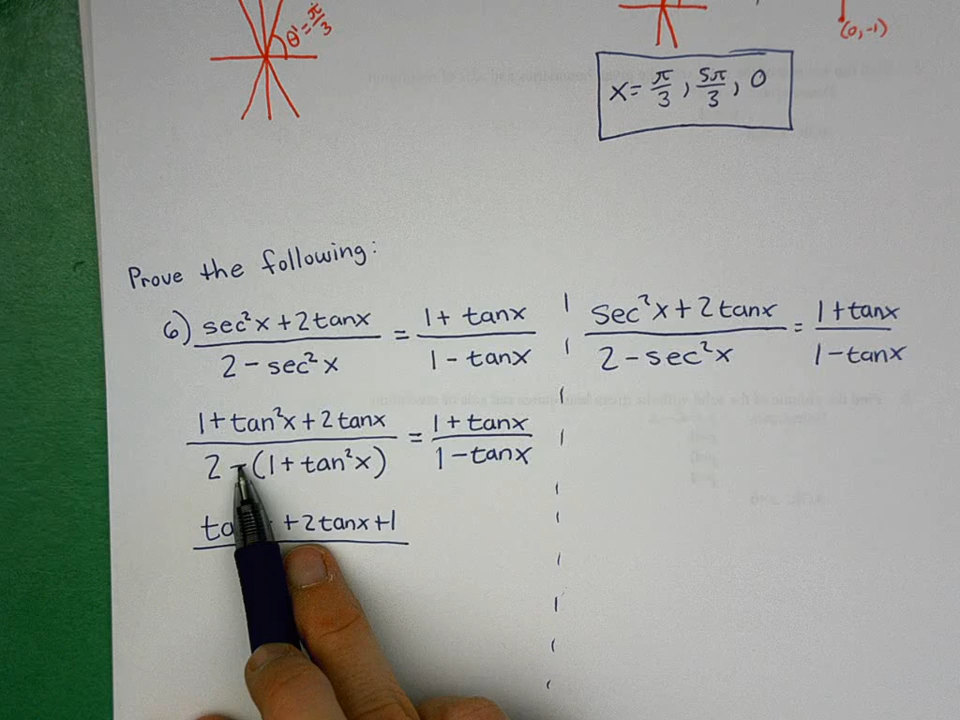 θ' = π/3
(0,-1)
x = π/3, 5π/3, 0
Prove the following:
6) sec²x + 2tanx / 2 - sec²x = 1 + tanx / 1 - tanx
sec²x + 2tanx / 2 - sec²x = 1 + tanx / 1 - tanx
1 + tan²x + 2tanx / 2 - (1 + tan²x) = 1 + tanx / 1 - tanx
+ 2tanx + 1